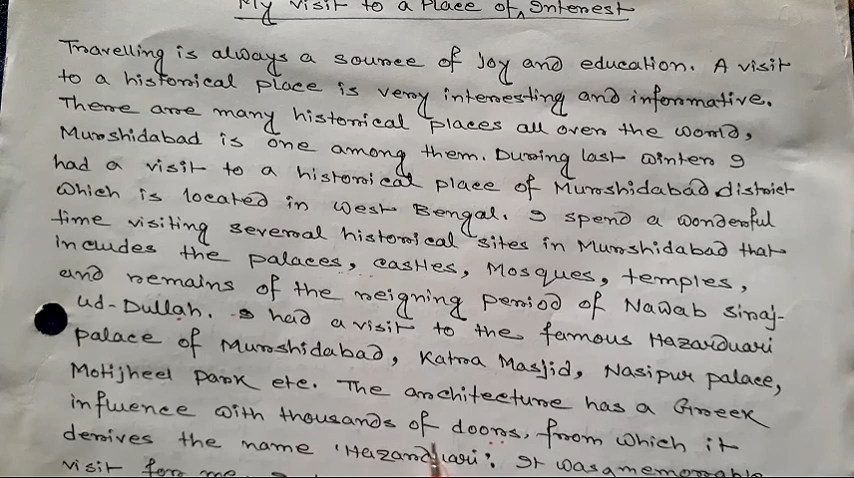 My visit to a Place of Interest
Travelling is always a source of joy and education. A visit
to a historical place is very interesting and informative.
There are many historical places all over the world,
Murshidabad is one among them. During last winter I
had a visit to a historical place of Murshidabad district
which is located in West Bengal. I spend a wonderful
time visiting several historical sites in Murshidabad that
includes the palaces, castles, Mosques, temples,
and remains of the reigning period of Nawab Siraj-
ud-Dullah. I had a visit to the famous Hazarduari
palace of Murshidabad, Katra Masjid, Nasipur palace,
Motijheel Park etc. The architecture has a Greek
influence with thousands of doors, from which it
derives the name 'Hazarduari'. It was a memorable
visit for me.